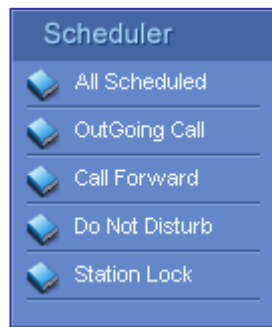 Scheduler
All Scheduled
OutGoing Call
Call Forward
Do Not Disturb
Station Lock